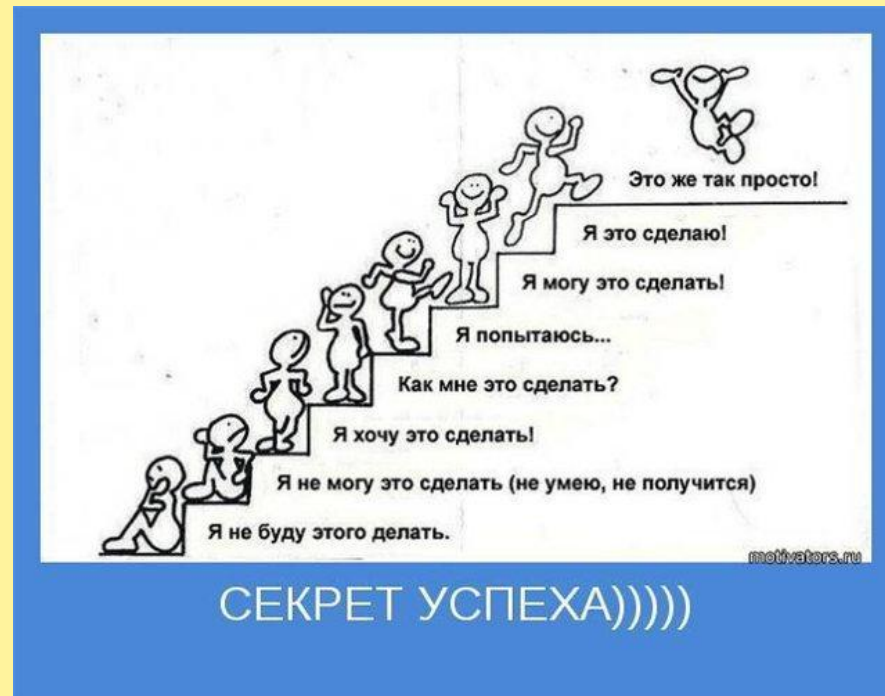 Это же так просто!
Я это сделаю!
Я могу это сделать!
Я попытаюсь...
Как мне это сделать?
Я хочу это сделать!
Я не могу это сделать (не умею, не получится)
Я не буду этого делать.
motivators.ru
СЕКРЕТ УСПЕХА)))))